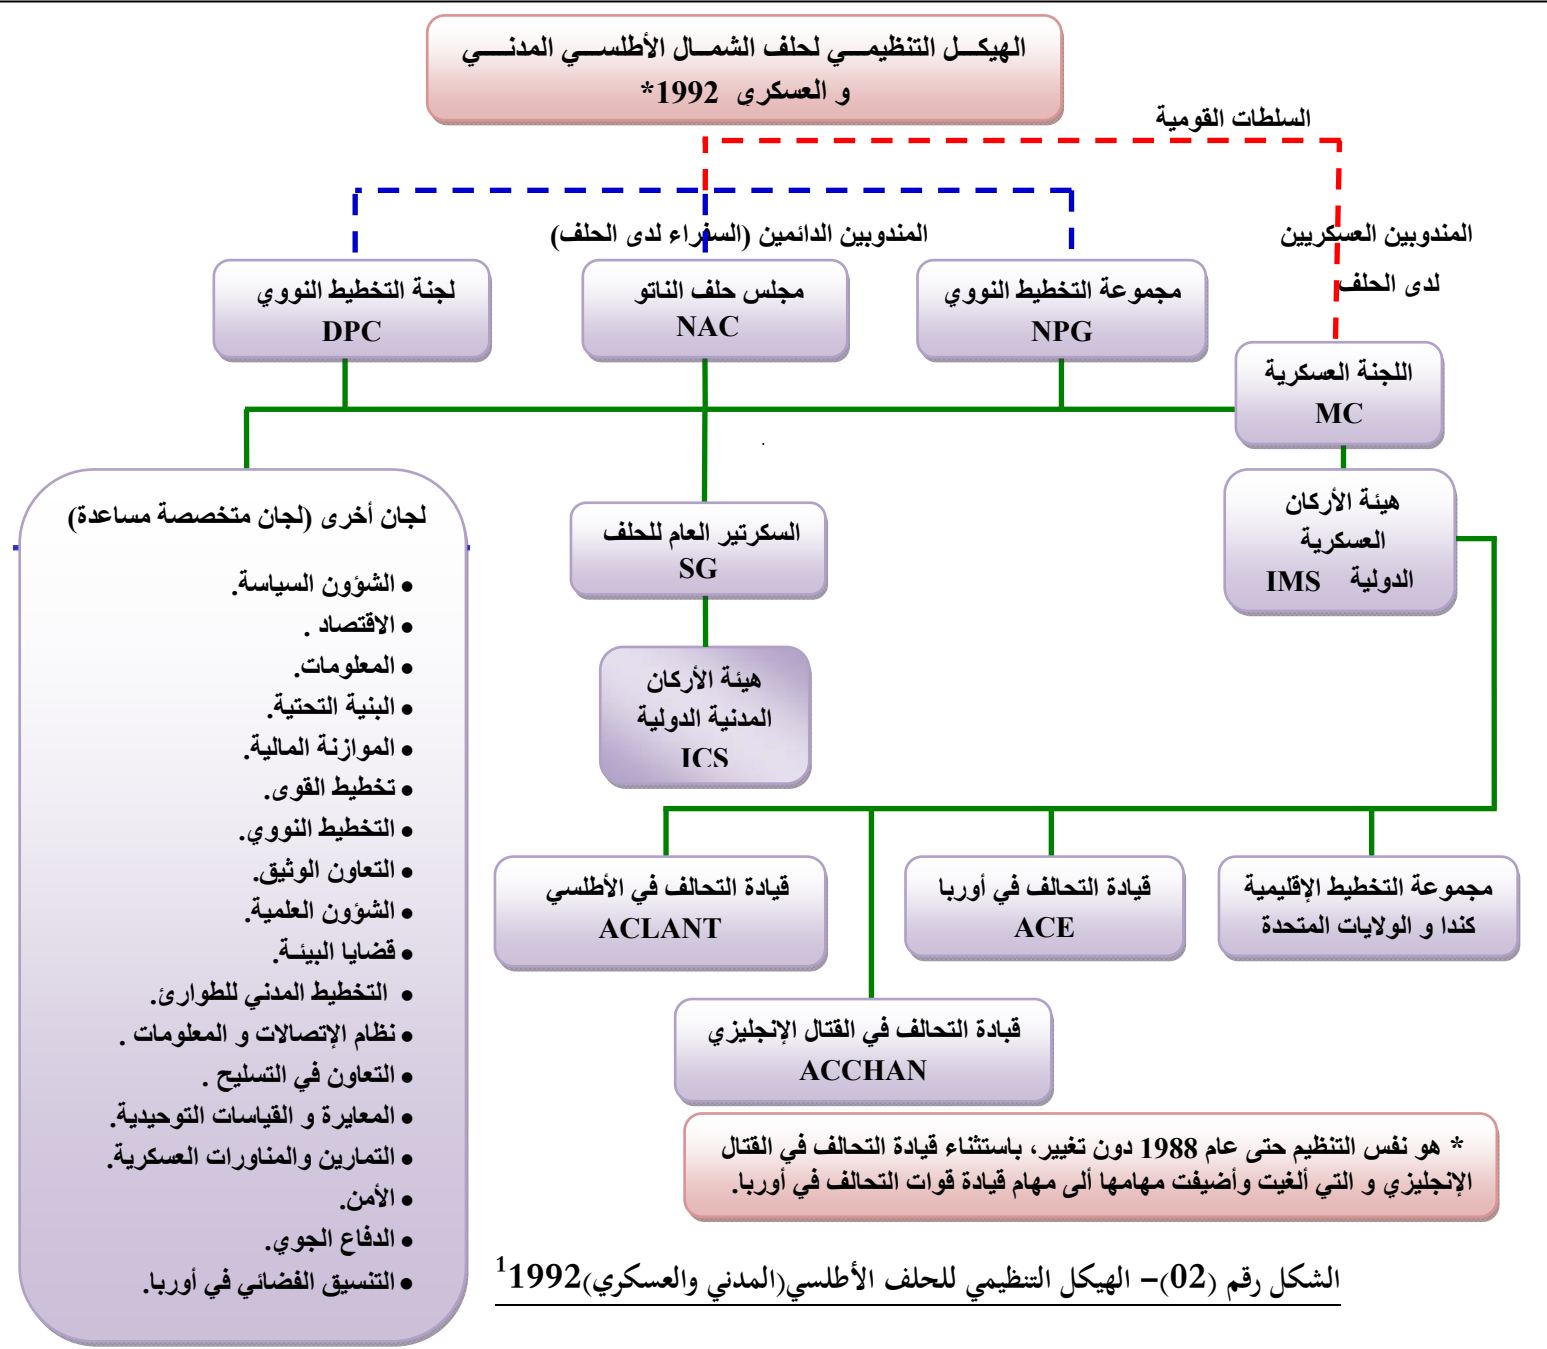 الهيكــل التنظيمـــي لحلف الشمــال الأطلســـي المدنـــــي
و العسكري 1992*
السلطات القومية
المندوبين الدائمين (السفراء لدى الحلف)
المندوبين العسكريين
لدى الحلف
لجنة التخطيط النووي
DPC
مجلس حلف الناتو
NAC
مجموعة التخطيط النووي
NPG
اللجنة العسكرية
MC
هيئة الأركان
العسكرية
الدولية IMS
السكرتير العام للحلف
SG
هيئة الأركان
المدنية الدولية
ICS
لجان أخرى (لجان متخصصة مساعدة)
• الشؤون السياسة.
• الاقتصاد .
• المعلومات.
• البنية التحتية.
• الموازنة المالية.
• تخطيط القوى.
• التخطيط النووي.
• التعاون الوثيق.
• الشؤون العلمية.
• قضايا البيئـة.
• التخطيط المدني للطوارئ.
• نظام الإتصالات و المعلومات .
• التعاون في التسليح .
• المعايرة و القياسات التوحيدية.
• التمارين والمناورات العسكرية.
• الأمن.
• الدفاع الجوي.
• التنسيق الفضائي في أوربا.
قيادة التحالف في الأطلسي
ACLANT
قيادة التحالف في أوربا
ACE
مجموعة التخطيط الإقليمية
كندا و الولايات المتحدة
قيادة التحالف في القتال الإنجليزي
ACCHAN
* هو نفس التنظيم حتى عام 1988 دون تغيير، باستثناء قيادة التحالف في القتال
الإنجليزي و التي ألغيت وأضيفت مهامها ألى مهام قيادة قوات التحالف في أوربا.
الشكل رقم (02)– الهيكل التنظيمي للحلف الأطلسي(المدني والعسكري)1992¹